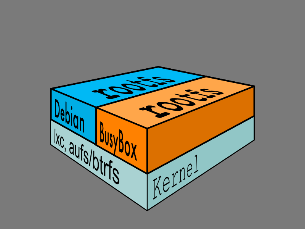 rootfs
rootfs
Debian
BusyBox
lxc, aufs/btrfs
Kernel